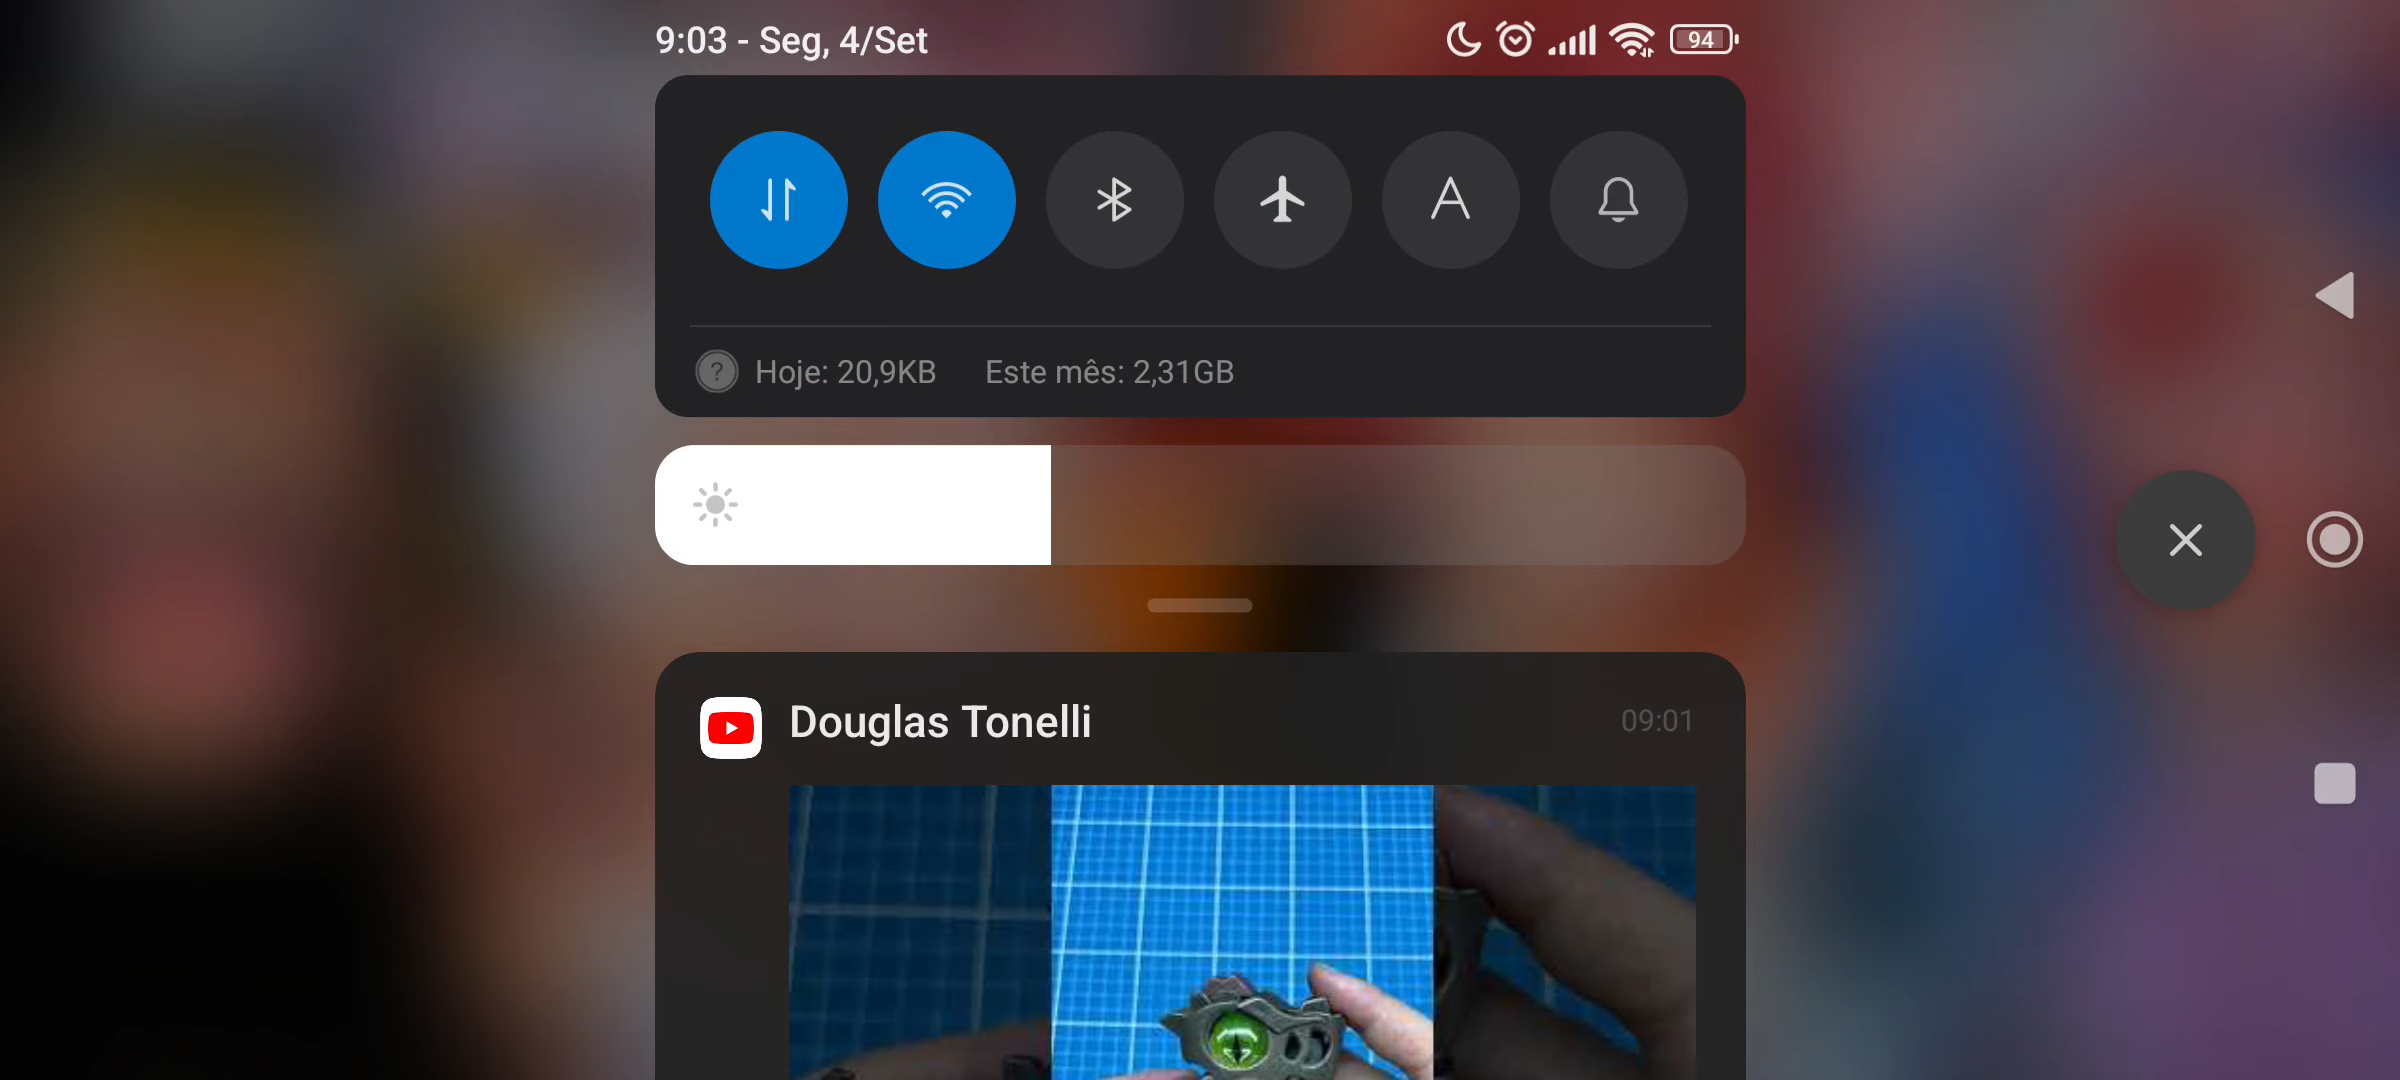 9:03 - Seg, 4/Set
94
A
Hoje: 20,9KB Este mês: 2,31GB
Douglas Tonelli
09:01